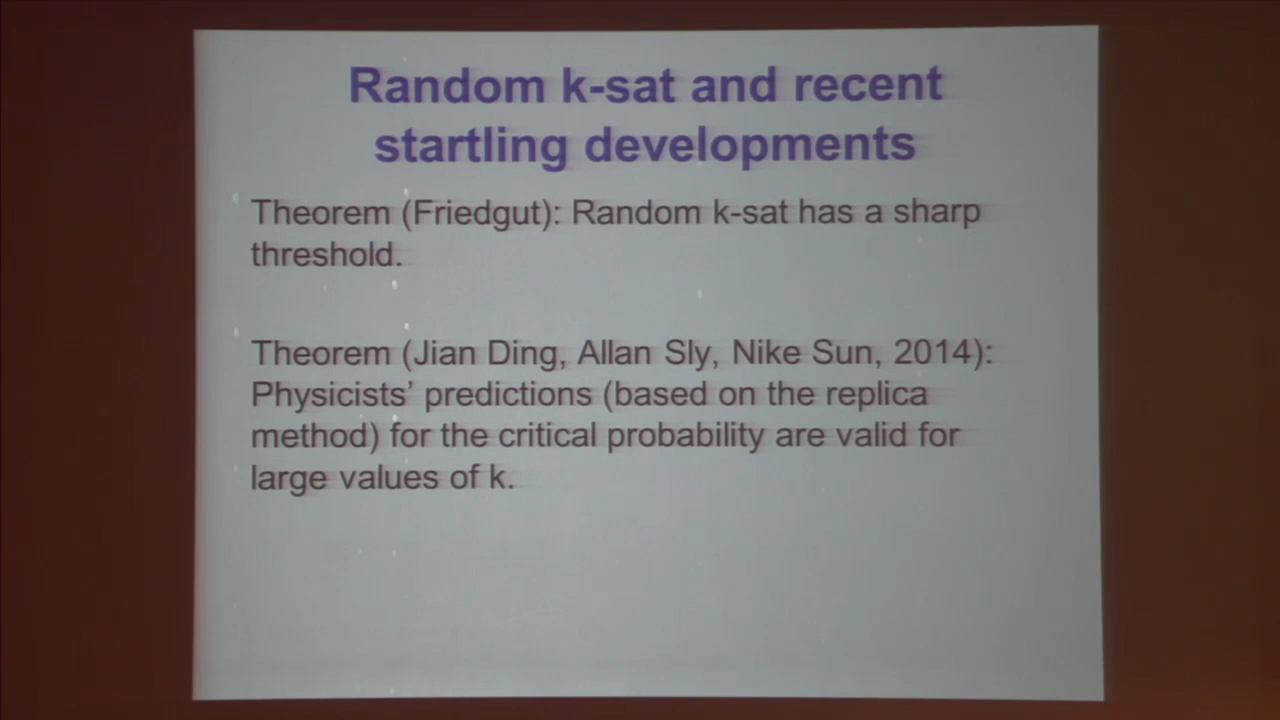 Random k-sat and recent
startling developments
Theorem (Friedgut): Random k-sat has a sharp
threshold.
Theorem (Jian Ding, Allan Sly, Nike Sun, 2014):
Physicists’ predictions (based on the replica
method) for the critical probability are valid for
large values of k.